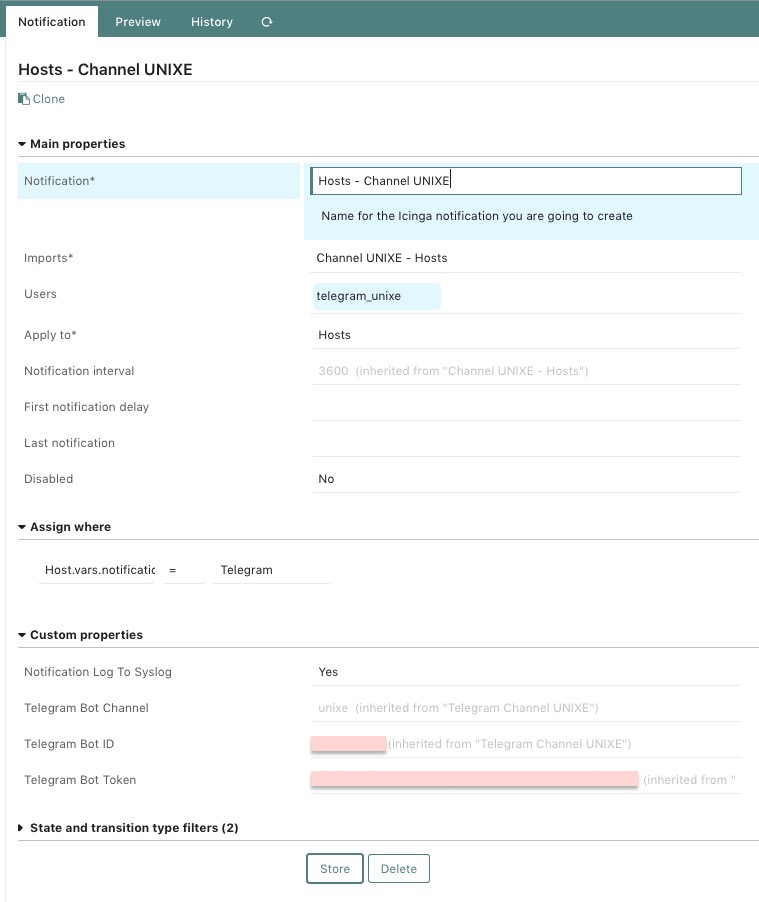 Notification Preview History
Hosts - Channel UNIXE
Clone
Main properties
Notification* Hosts - Channel UNIXE
Name for the Icinga notification you are going to create
Imports* Channel UNIXE - Hosts
Users telegram_unixe
Apply to* Hosts
Notification interval 3600 (inherited from "Channel UNIXE - Hosts")
First notification delay
Last notification
Disabled No
Assign where
Host.vars.notificatic = Telegram
Custom properties
Notification Log To Syslog Yes
Telegram Bot Channel unixe (inherited from "Telegram Channel UNIXE")
Telegram Bot ID (inherited from "Telegram Channel UNIXE")
Telegram Bot Token (inherited from "
State and transition type filters (2)
Store Delete